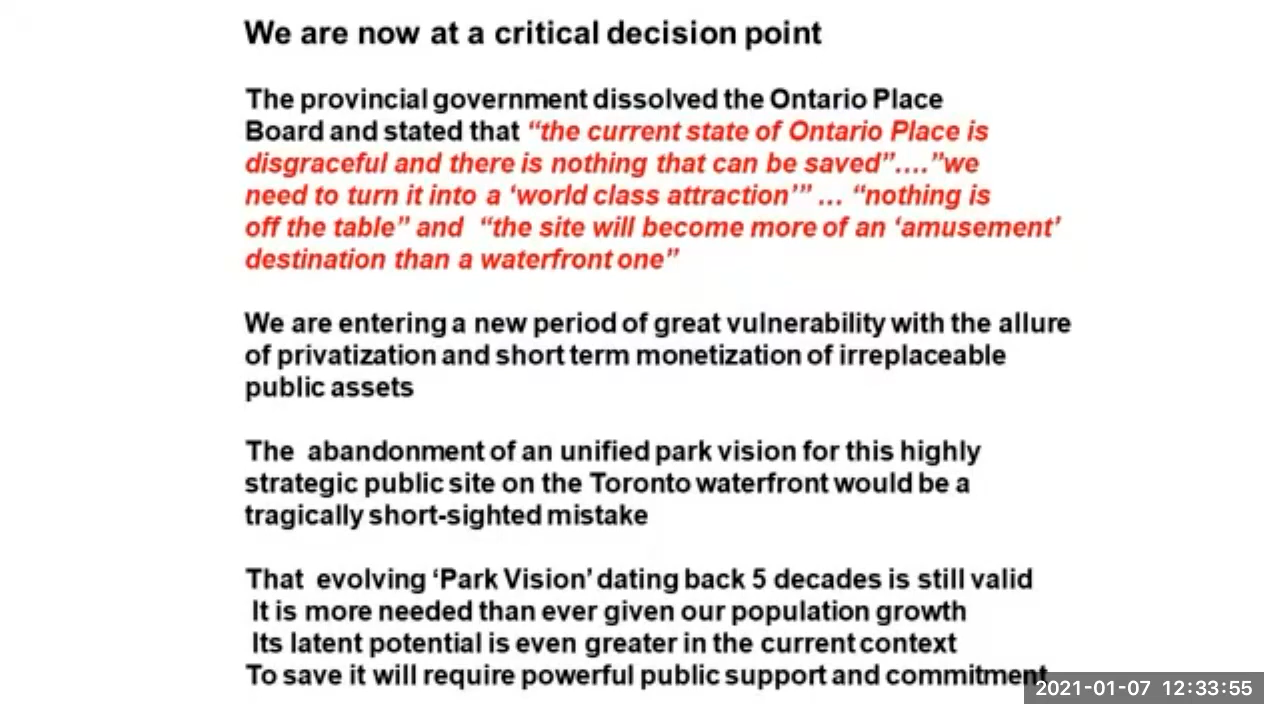 We are now at a critical decision point
The provincial government dissolved the Ontario Place
Board and stated that “the current state of Ontario Place is
disgraceful and there is nothing that can be saved”....”we
need to turn it into a ‘world class attraction’” ... “nothing is
off the table” and “the site will become more of an ‘amusement’
destination than a waterfront one”
We are entering a new period of great vulnerability with the allure
of privatization and short term monetization of irreplaceable
public assets
The abandonment of an unified park vision for this highly
strategic public site on the Toronto waterfront would be a
tragically short-sighted mistake
That evolving ‘Park Vision’ dating back 5 decades is still valid
It is more needed than ever given our population growth
Its latent potential is even greater in the current context
To save it will require powerful public support and commitment
2021-01-07 12:33:55